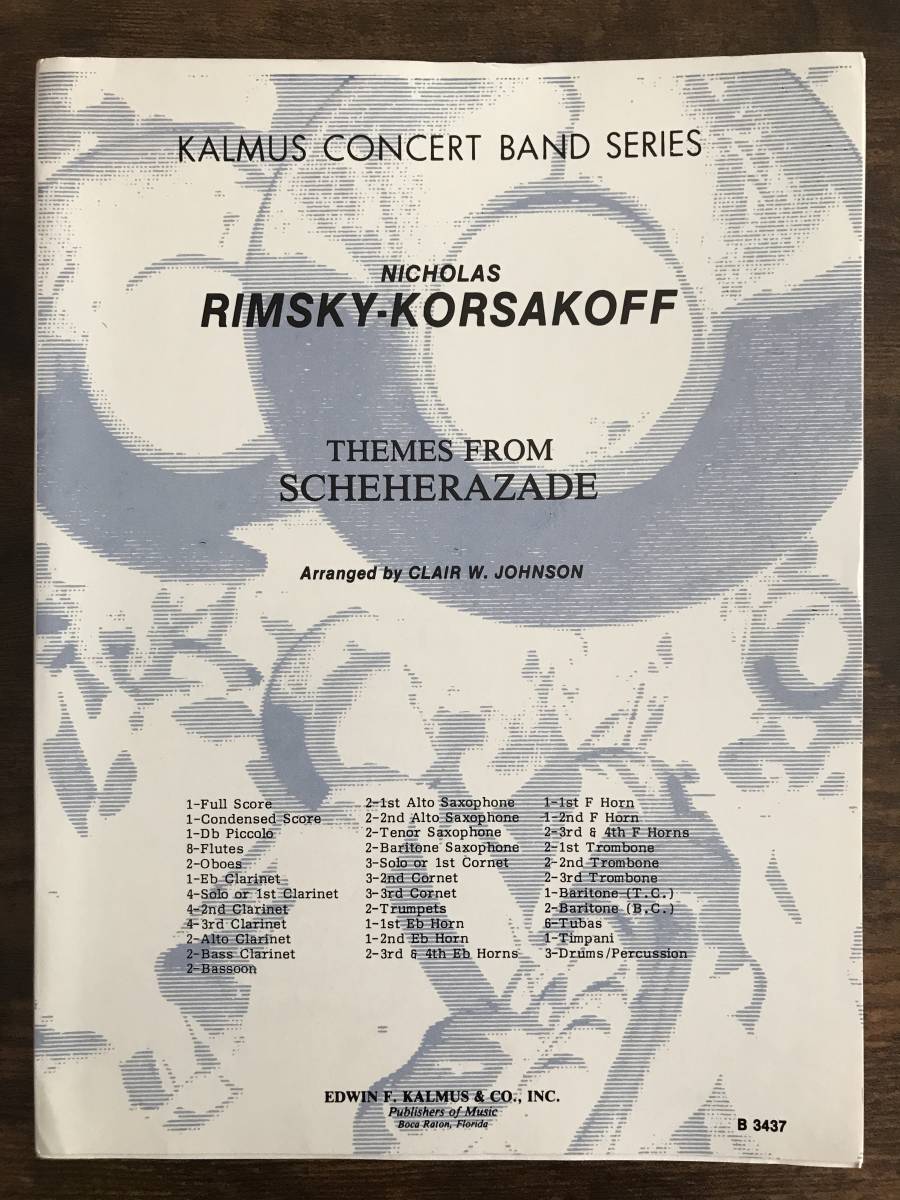 KALMUS CONCERT BAND SERIES
NICHOLAS
RIMSKY-KORSAKOFF
THEMES FROM
SCHEHERAZADE
Arranged by CLAIR W. JOHNSON
1-Full Score
1-Condensed Score
1-Db Piccolo
8-Flutes
2-Oboes
1-Eb Clarinet
4-Solo or 1st Clarinet
4-2nd Clarinet
4-3rd Clarinet
2-Alto Clarinet
2-Bass Clarinet
2-Bassoon
2-1st Alto Saxophone
2-2nd Alto Saxophone
2-Tenor Saxophone
2-Baritone Saxophone
3-Solo or 1st Cornet
3-2nd Cornet
3-3rd Cornet
2-Trumpets
1-1st Eb Horn
1-2nd Eb Horn
2-3rd & 4th Eb Horns
1-1st F Horn
1-2nd F Horn
2-3rd & 4th F Horns
2-1st Trombone
2-2nd Trombone
2-3rd Trombone
1-Baritone (T.C.)
2-Baritone (B.C.)
6-Tubas
1-Timpani
3-Drums/Percussion
EDWIN F. KALMUS & CO., INC.
Publishers of Music
Boca Raton, Florida
B 3437